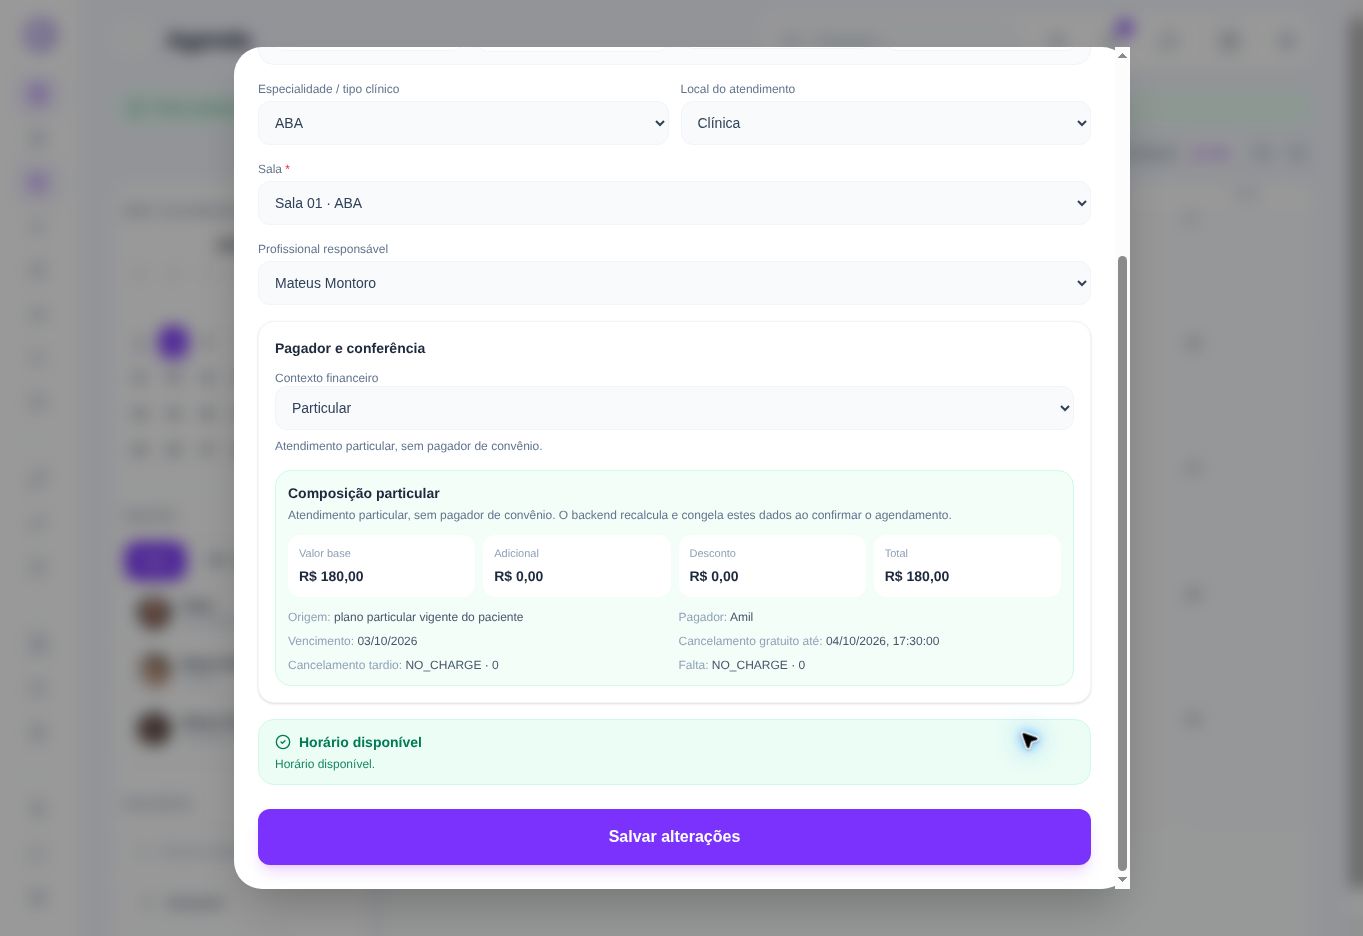 Especialidade / tipo clínico
Local do atendimento
ABA
Clínica
Sala *
Sala 01 · ABA
Profissional responsável
Mateus Montoro
Pagador e conferência
Contexto financeiro
Particular
Atendimento particular, sem pagador de convênio.
Composição particular
Atendimento particular, sem pagador de convênio. O backend recalcula e congela estes dados ao confirmar o agendamento.
Valor base
Adicional
Desconto
Total
R$ 180,00
R$ 0,00
R$ 0,00
R$ 180,00
Origem: plano particular vigente do paciente
Pagador: Amil
Vencimento: 03/10/2026
Cancelamento gratuito até: 04/10/2026, 17:30:00
Cancelamento tardio: NO_CHARGE · 0
Falta: NO_CHARGE · 0
Horário disponível
Horário disponível.
Salvar alterações